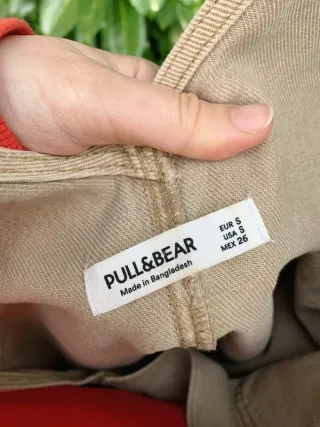 PULL&BEAR
Made in Bangladesh
EUR S
USA S
MEX 26